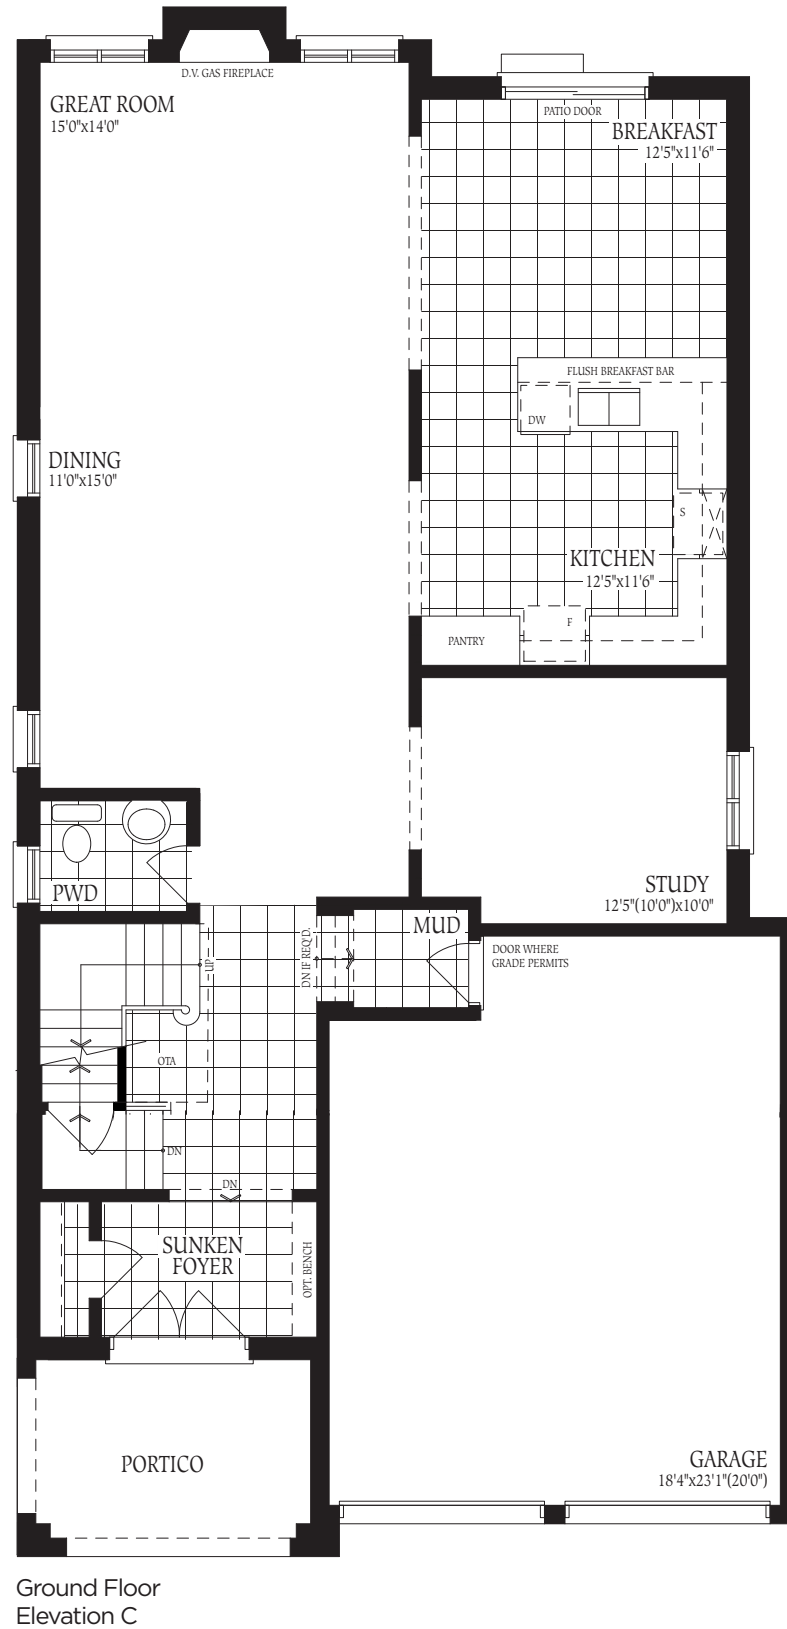 D.V. GAS FIREPLACE
GREAT ROOM
15'0"x14'0"
PATIO DOOR
BREAKFAST
12'5"x11'6"
FLUSH BREAKFAST BAR
DW
DINING
11'0"x15'0"
S
KITCHEN
12'5"x11'6"
F
PANTRY
STUDY
12'5"(10'0")x10'0"
PWD
MUD
DOOR WHERE
GRADE PERMITS
DN IF REQ'D.
UP
OTA
DN
DN
SUNKEN
FOYER
OPT. BENCH
PORTICO
GARAGE
18'4"x23'1"(20'0")
Ground Floor
Elevation C